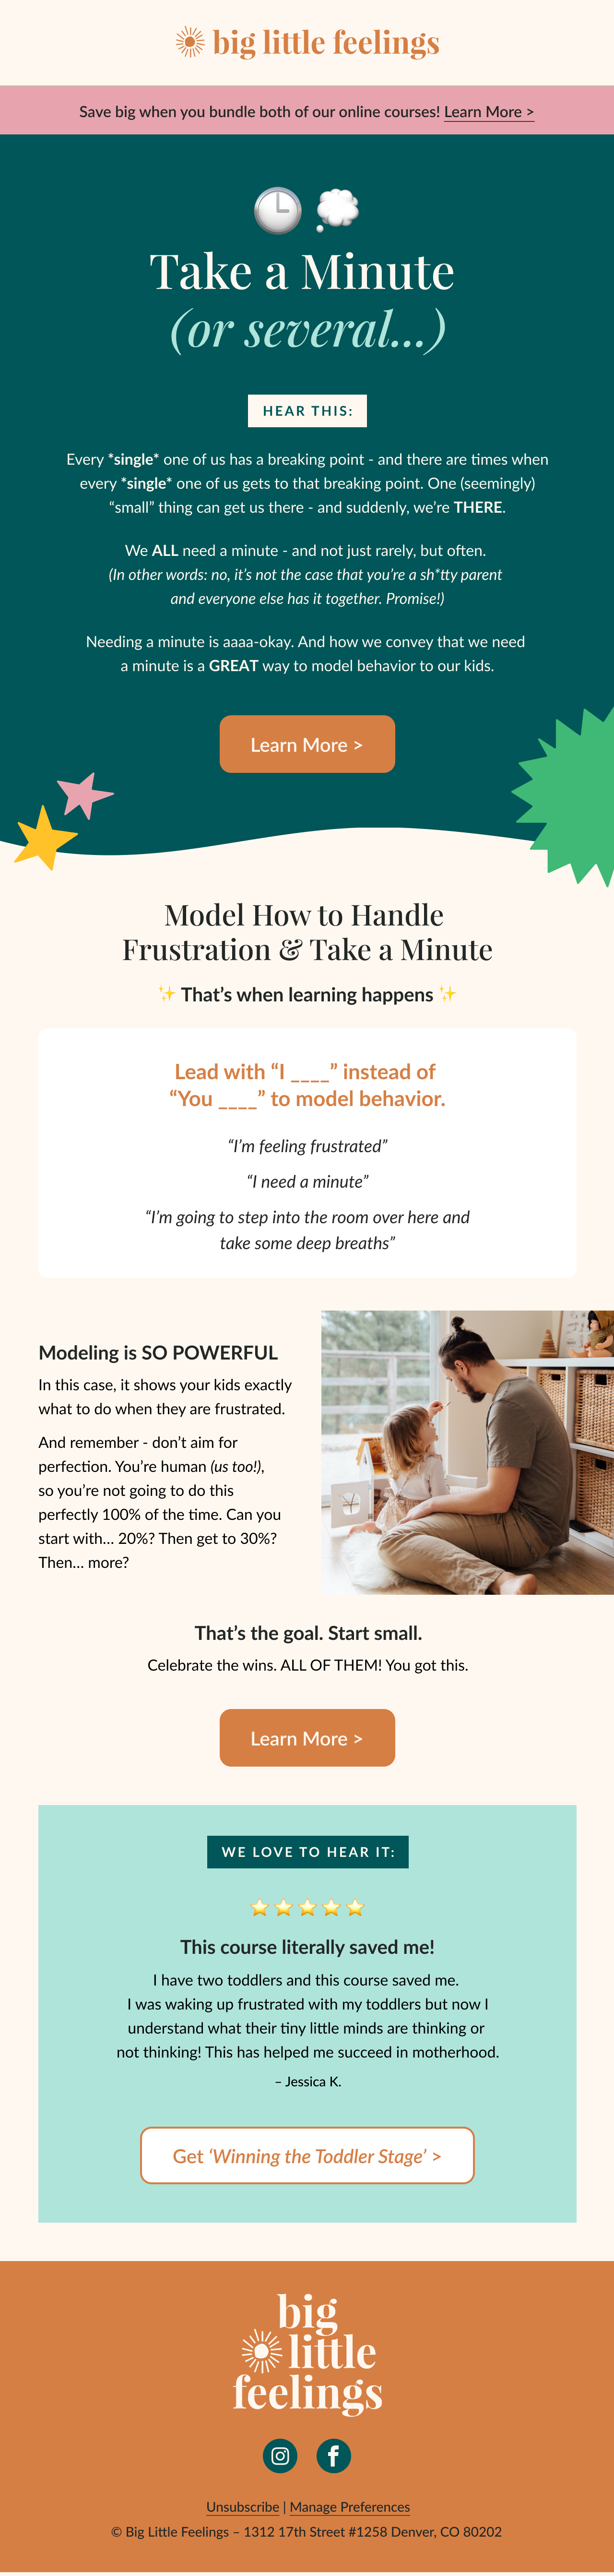 big little feelings
Save big when you bundle both of our online courses! Learn More >
Take a Minute
(or several...)
HEAR THIS:
Every *single* one of us has a breaking point - and there are times when
every *single* one of us gets to that breaking point. One (seemingly)
“small” thing can get us there - and suddenly, we’re THERE.
We ALL need a minute - and not just rarely, but often.
(In other words: no, it’s not the case that you’re a sh*tty parent
and everyone else has it together. Promise!)
Needing a minute is aaaa-okay. And how we convey that we need
a minute is a GREAT way to model behavior to our kids.
Learn More >
Model How to Handle
Frustration & Take a Minute
✨ That’s when learning happens ✨
Lead with “I ____” instead of
“You ____” to model behavior.
“I’m feeling frustrated”
“I need a minute”
“I’m going to step into the room over here and
take some deep breaths”
Modeling is SO POWERFUL
In this case, it shows your kids exactly
what to do when they are frustrated.
And remember - don’t aim for
perfection. You’re human (us too!),
so you’re not going to do this
perfectly 100% of the time. Can you
start with... 20%? Then get to 30%?
Then... more?
That’s the goal. Start small.
Celebrate the wins. ALL OF THEM! You got this.
Learn More >
WE LOVE TO HEAR IT:
This course literally saved me!
I have two toddlers and this course saved me.
I was waking up frustrated with my toddlers but now I
understand what their tiny little minds are thinking or
not thinking! This has helped me succeed in motherhood.
– Jessica K.
Get ‘Winning the Toddler Stage’ >
big
little
feelings
Unsubscribe | Manage Preferences
© Big Little Feelings – 1312 17th Street #1258 Denver, CO 80202